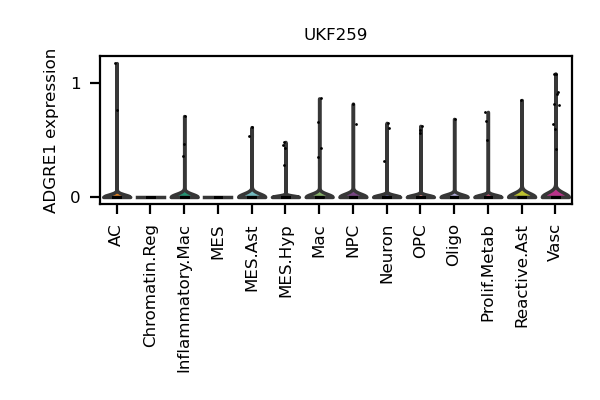 UKF259
ADGRE1 expression
1
0
AC
Chromatin.Reg
Inflammatory.Mac
MES
MES.Ast
MES.Hyp
Mac
NPC
Neuron
OPC
Oligo
Prolif.Metab
Reactive.Ast
Vasc